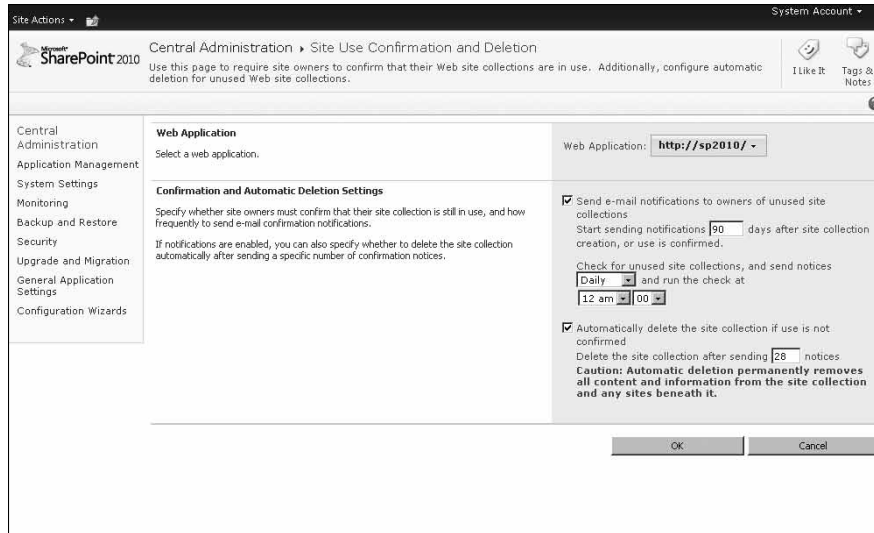 System Account
Site Actions
Microsoft
SharePoint 2010
Central Administration ▸ Site Use Confirmation and Deletion
Use this page to require site owners to confirm that their Web site collections are in use. Additionally, configure automatic
deletion for unused Web site collections.
I Like It
Tags &
Notes
Central
Administration
Application Management
System Settings
Monitoring
Backup and Restore
Security
Upgrade and Migration
General Application
Settings
Configuration Wizards
Web Application
Select a web application.
Web Application: http://sp2010/
Confirmation and Automatic Deletion Settings
Specify whether site owners must confirm that their site collection is still in use, and how
frequently to send e-mail confirmation notifications.
If notifications are enabled, you can also specify whether to delete the site collection
automatically after sending a specific number of confirmation notices.
Send e-mail notifications to owners of unused site
collections
Start sending notifications 90 days after site collection
creation, or use is confirmed.
Check for unused site collections, and send notices
Daily and run the check at
12 am 00
Automatically delete the site collection if use is not
confirmed
Delete the site collection after sending 28 notices
Caution: Automatic deletion permanently removes
all content and information from the site collection
and any sites beneath it.
OK
Cancel